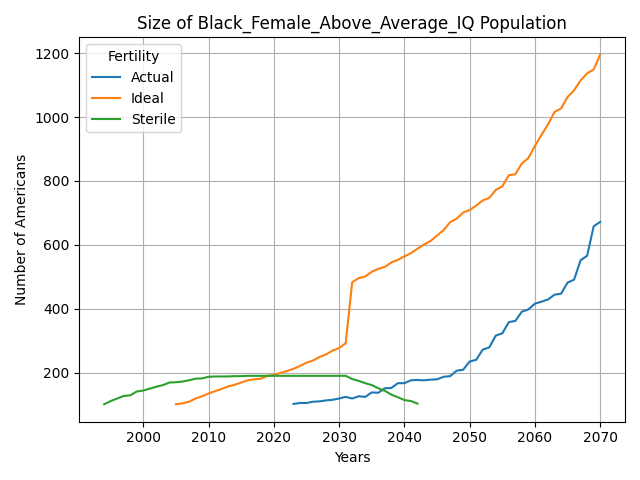 Size of Black_Female_Above_Average_IQ Population
Fertility
Actual
Ideal
Sterile
Number of Americans
1200
1000
800
600
400
200
2000 2010 2020 2030 2040 2050 2060 2070
Years